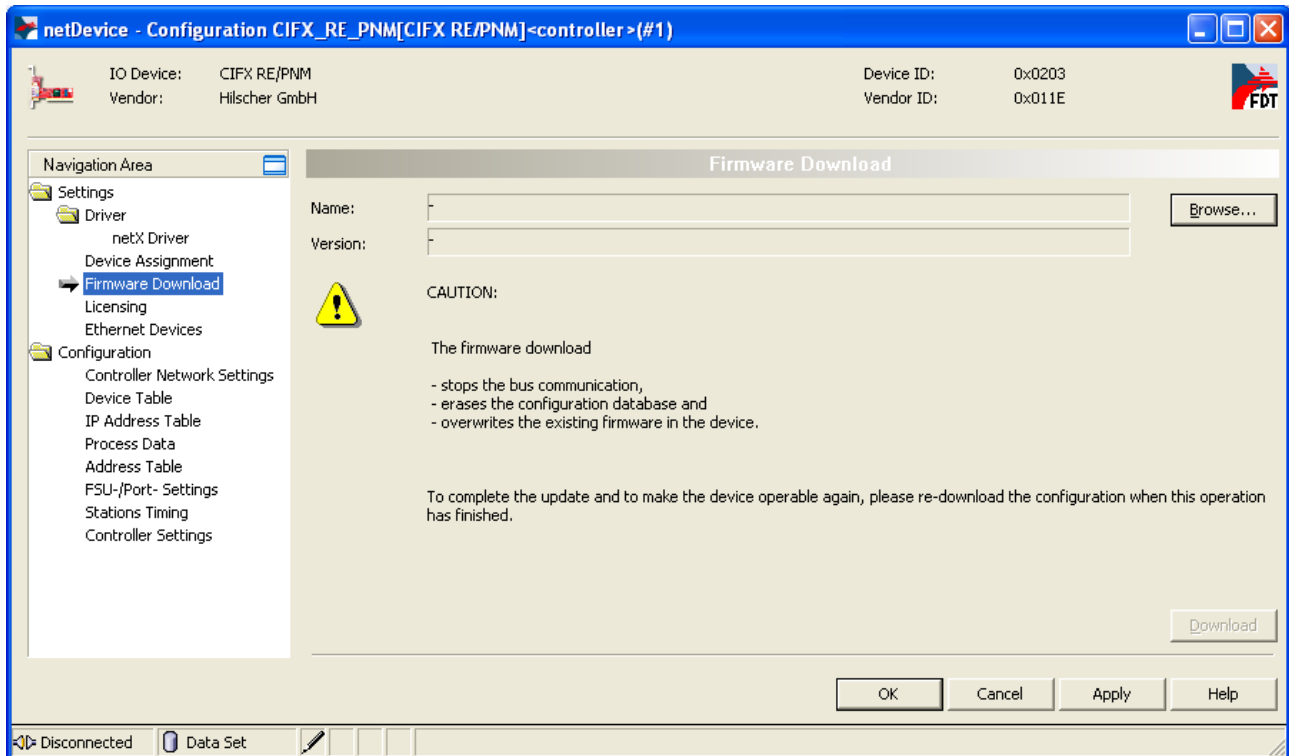 netDevice - Configuration CIFX_RE_PNM[CIFX RE/PNM]<controller>(#1)
IO Device: CIFX RE/PNM Device ID: 0x0203
Vendor: Hilscher GmbH Vendor ID: 0x011E
FDT
Navigation Area
Settings
Driver
netX Driver
Device Assignment
Firmware Download
Licensing
Ethernet Devices
Configuration
Controller Network Settings
Device Table
IP Address Table
Process Data
Address Table
FSU-/Port- Settings
Stations Timing
Controller Settings
Firmware Download
Name: - Browse...
Version: -
CAUTION:
The firmware download
- stops the bus communication,
- erases the configuration database and
- overwrites the existing firmware in the device.
To complete the update and to make the device operable again, please re-download the configuration when this operation
has finished.
Download
OK Cancel Apply Help
Disconnected Data Set